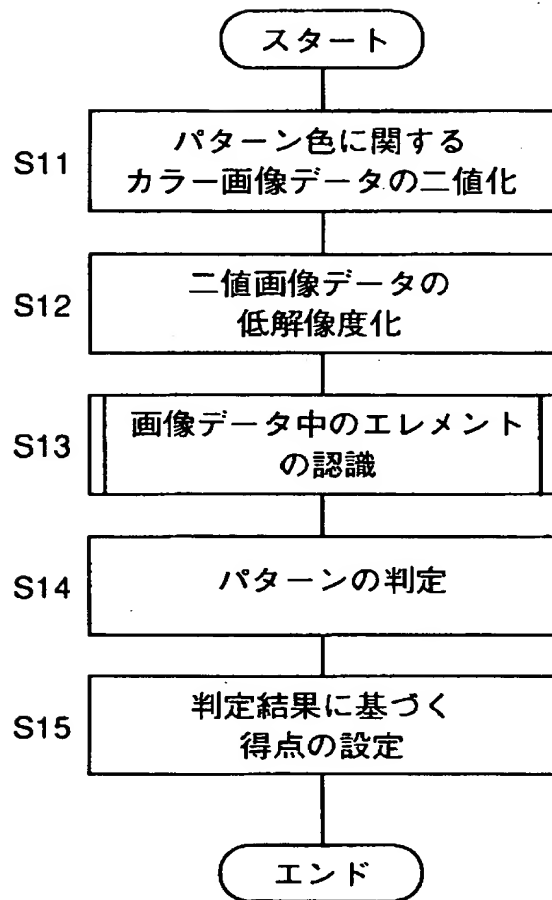 スタート
S11
パターン色に関する
カラー画像データの二値化
S12
二値画像データの
低解像度化
S13
画像データ中のエレメント
の認識
S14
パターンの判定
S15
判定結果に基づく
得点の設定
エンド